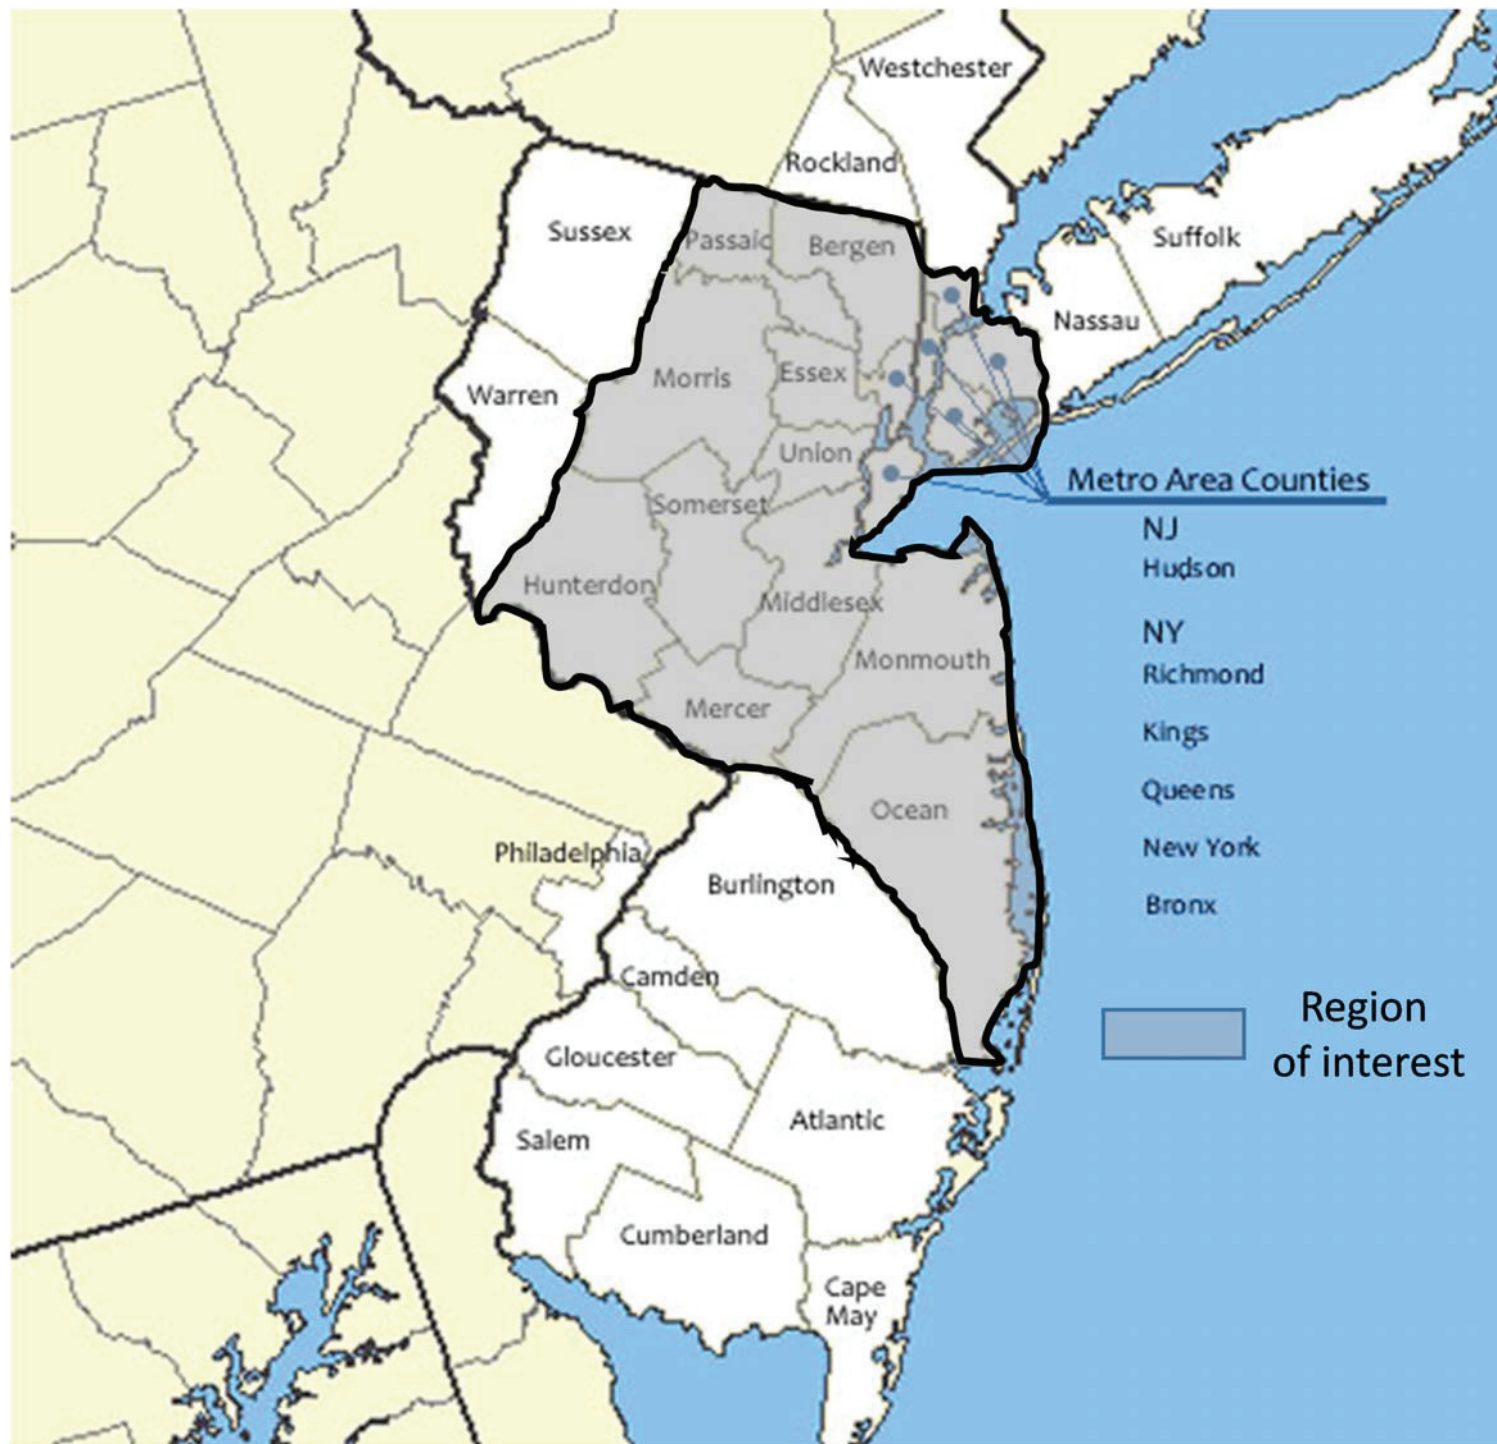 Westchester
Rockland
Sussex
Passaic
Bergen
Suffolk
Nassau
Morris
Essex
Warren
Union
Metro Area Counties
Somerset
NJ
Hudson
Hunterdon
Middlesex
NY
Monmouth
Richmond
Mercer
Kings
Queens
Ocean
New York
Philadelphia
Burlington
Bronx
Camden
Region
of interest
Gloucester
Atlantic
Salem
Cumberland
Cape
May